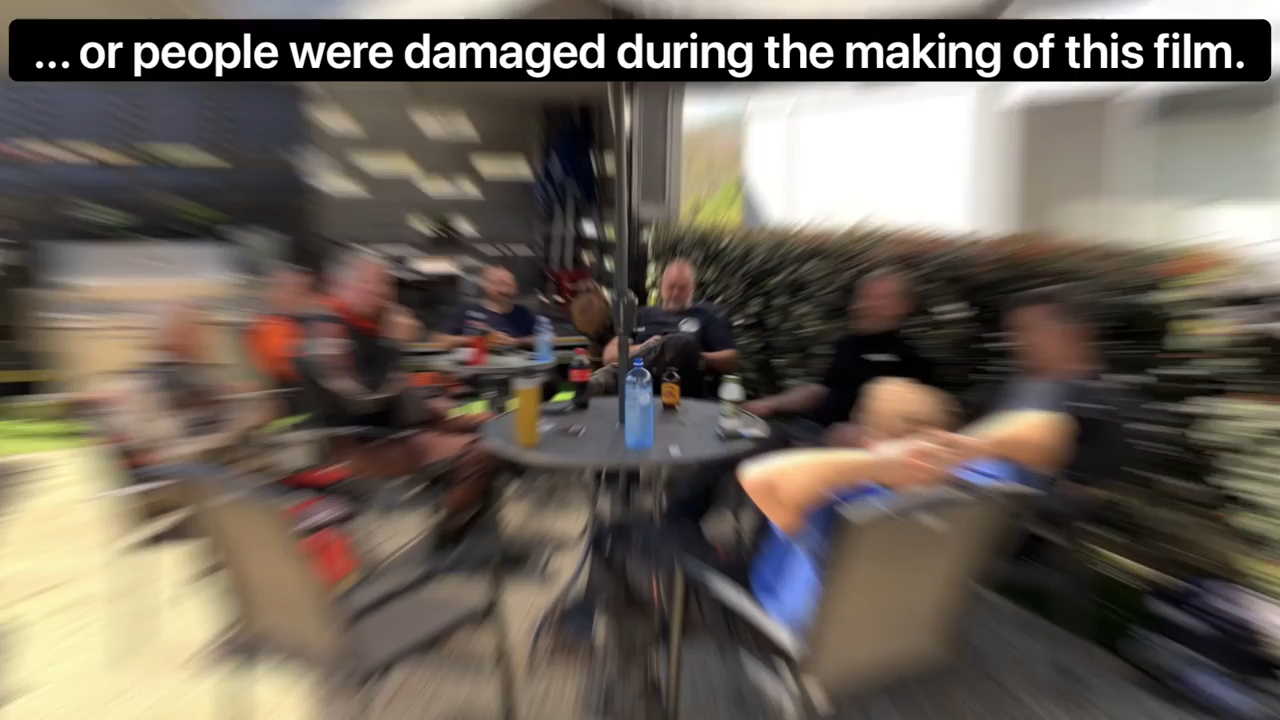 ... or people were damaged during the making of this film.